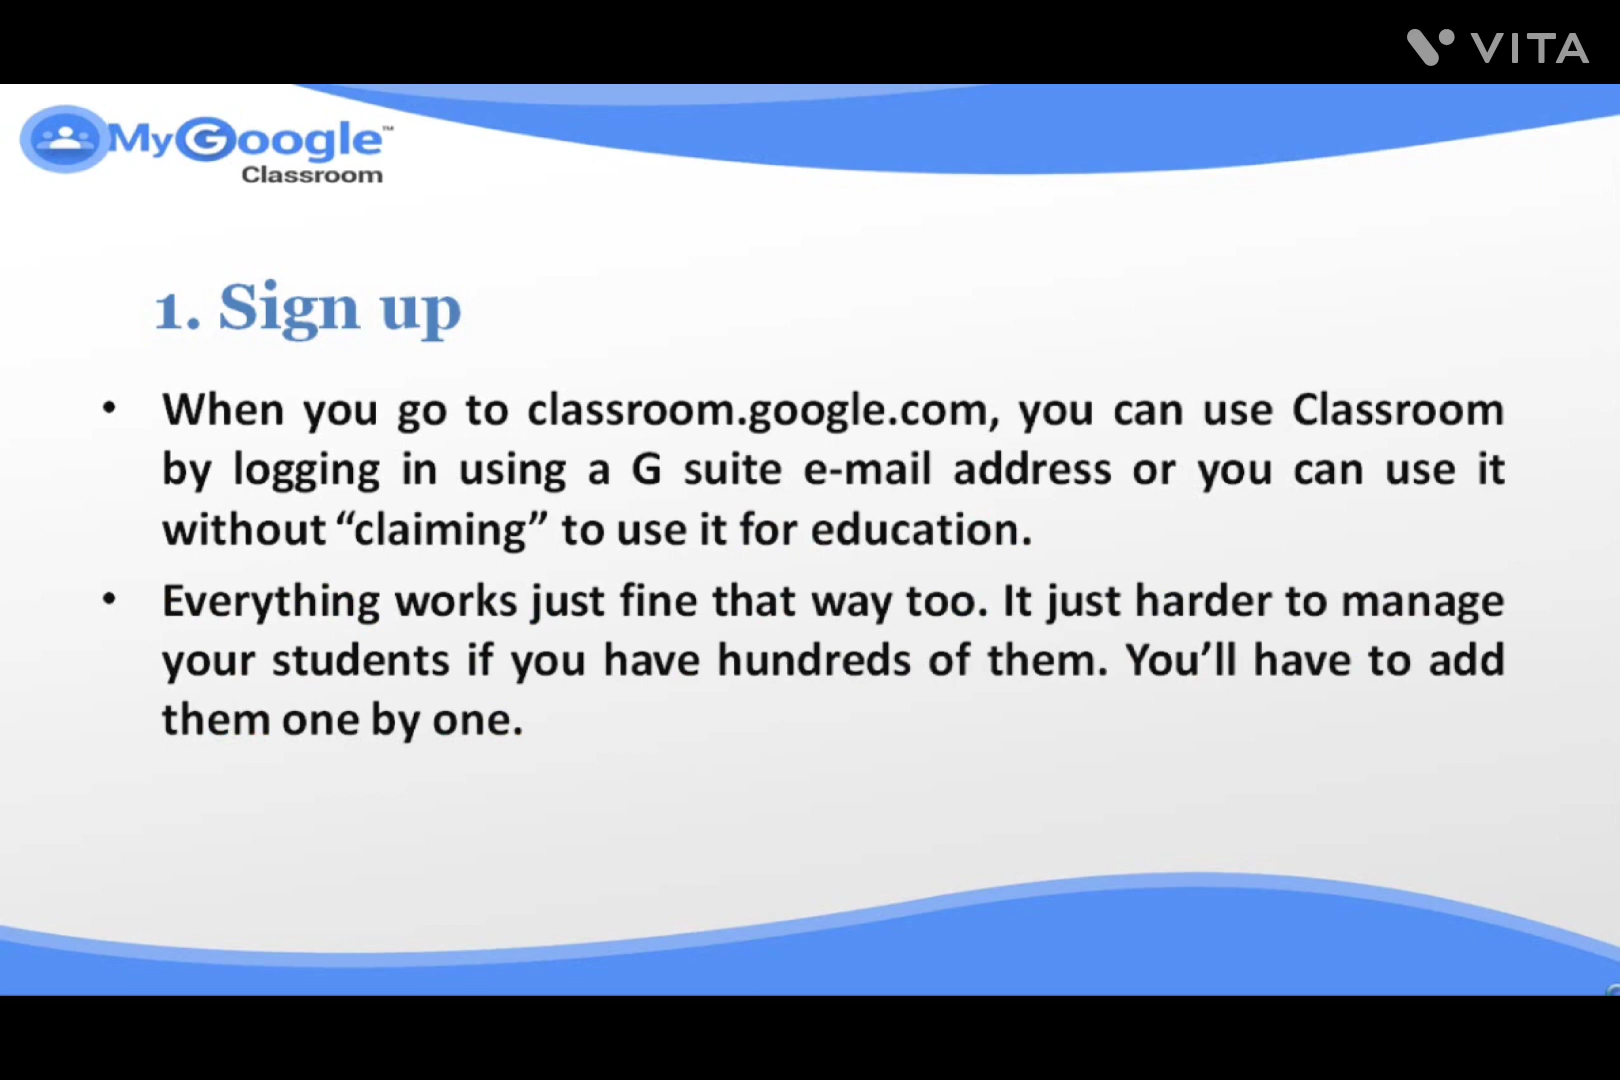 VITA
MyGoogle™
Classroom
1. Sign up
• When you go to classroom.google.com, you can use Classroom
by logging in using a G suite e-mail address or you can use it
without “claiming” to use it for education.
• Everything works just fine that way too. It just harder to manage
your students if you have hundreds of them. You’ll have to add
them one by one.